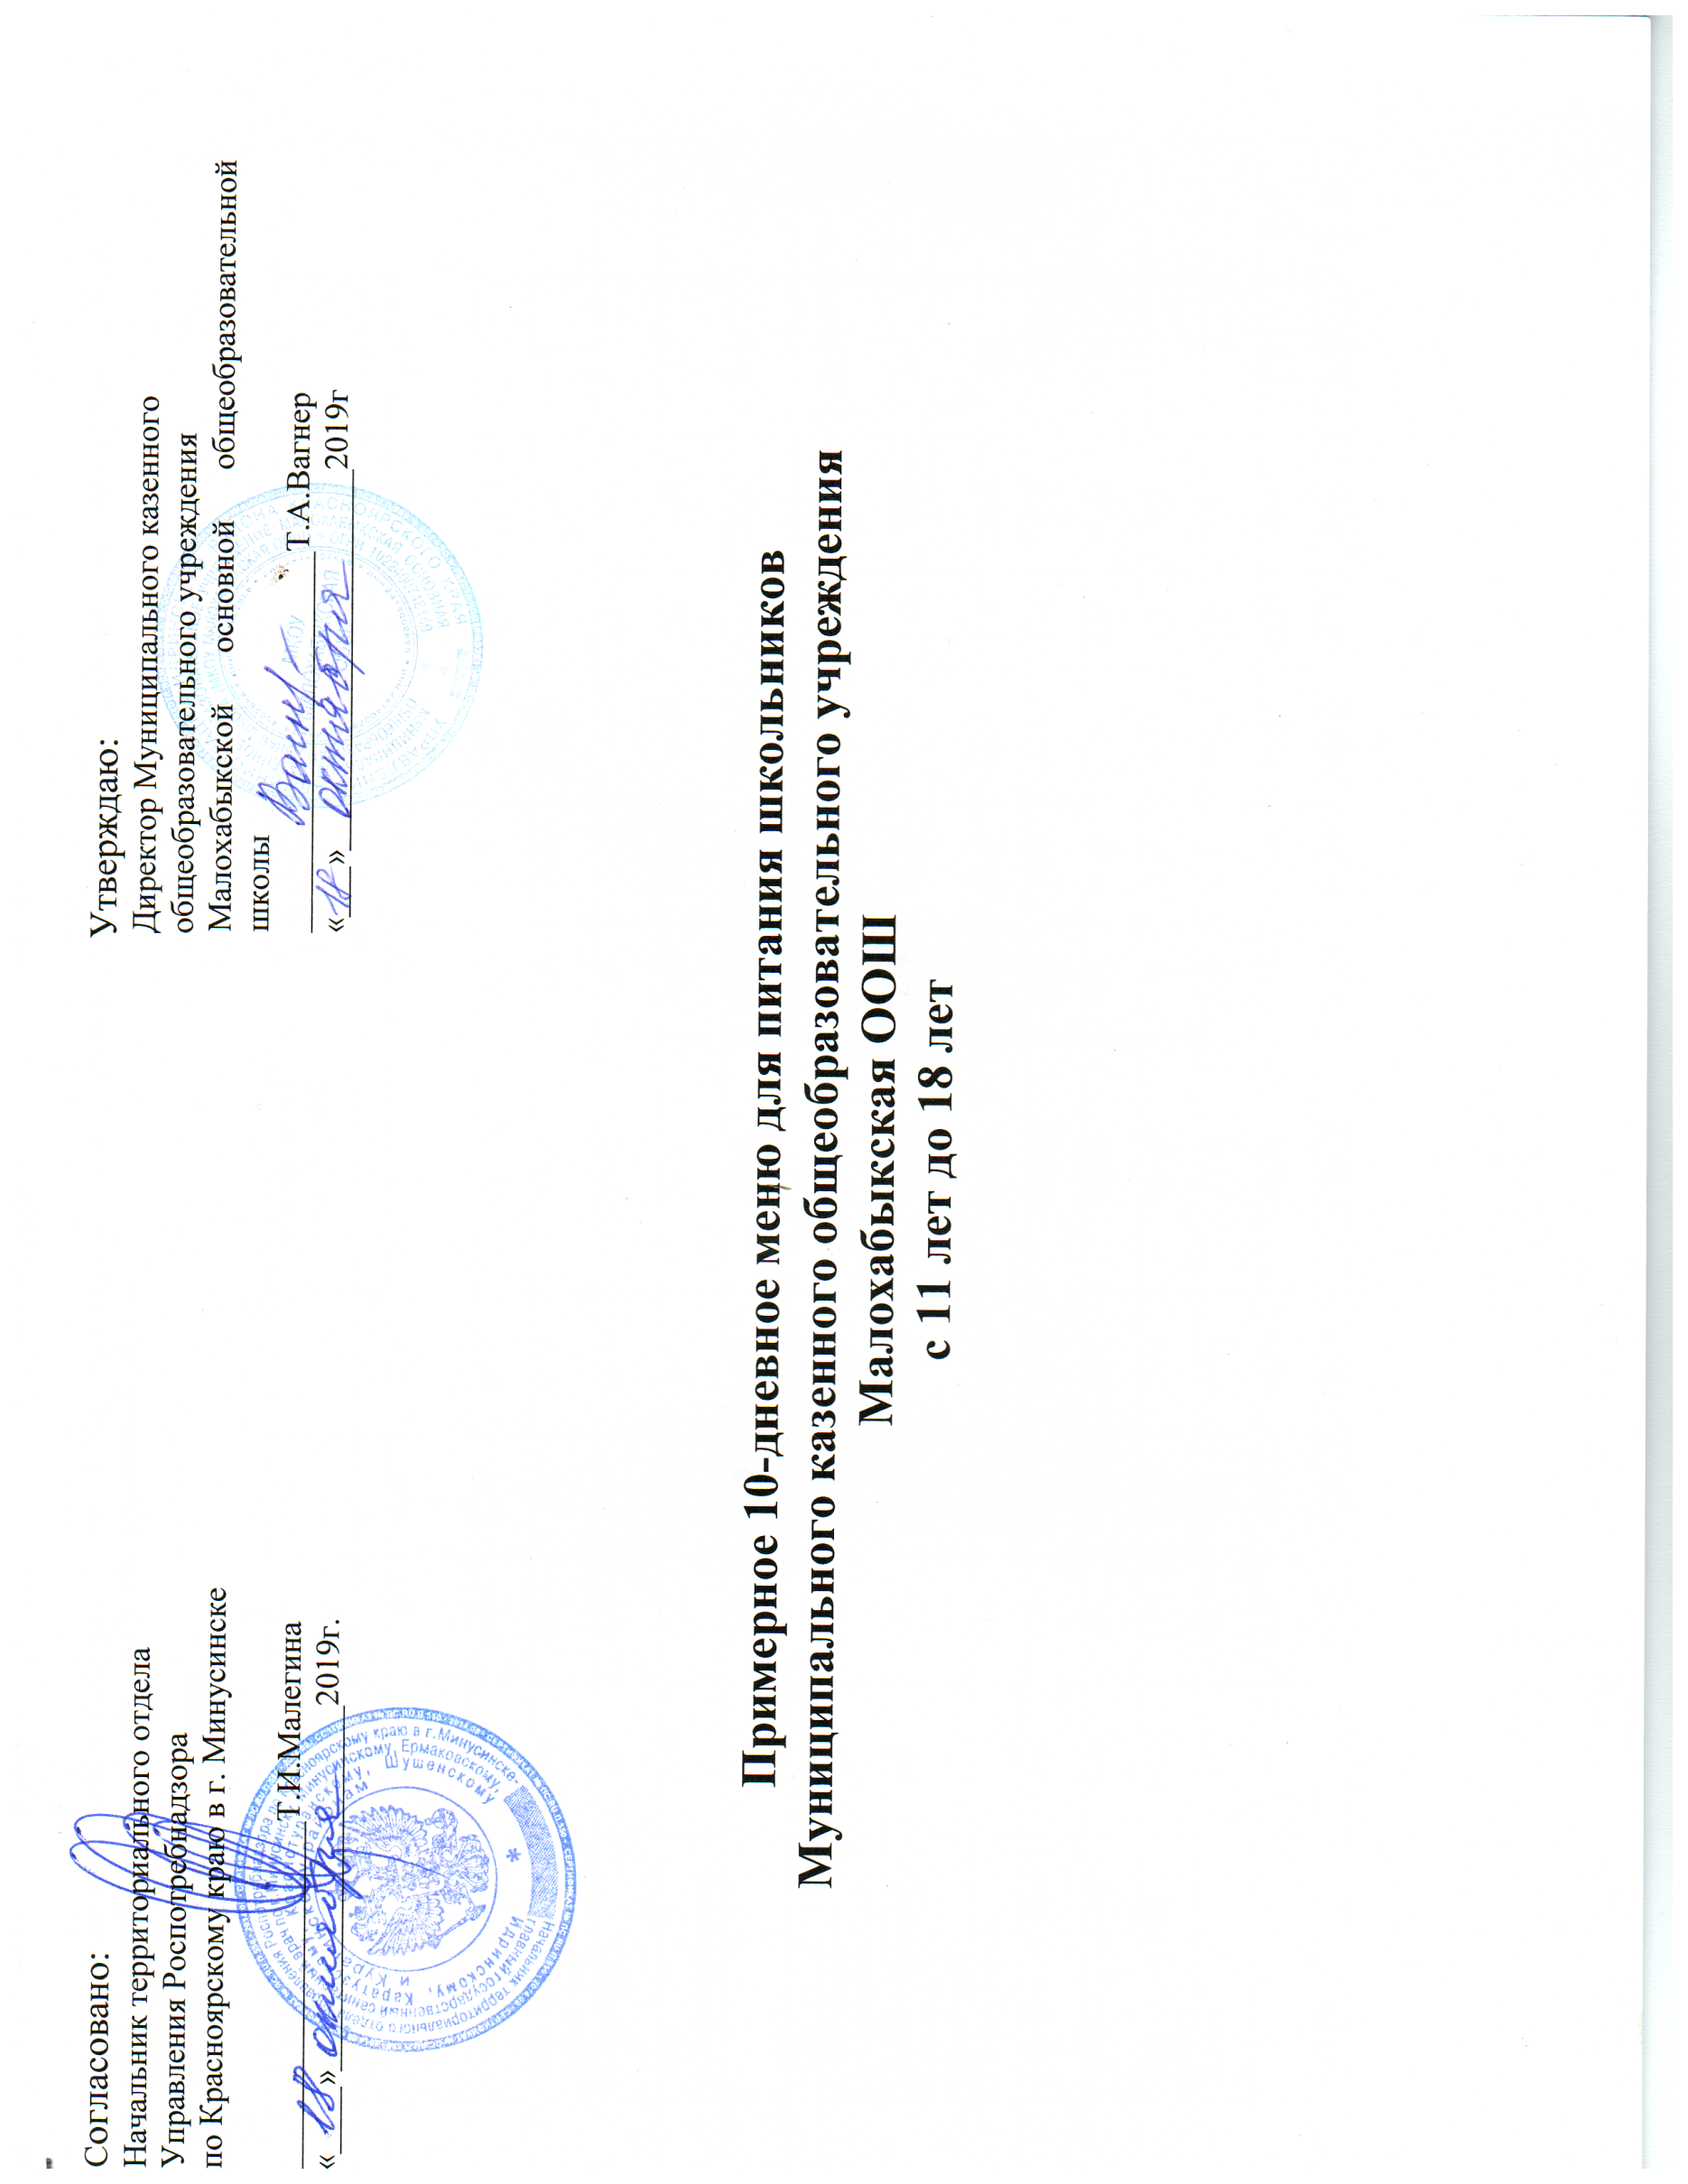 Согласовано:
Начальник территориального отдела
Управления Роспотребнадзора
по Красноярскому краю в г. Минусинске
Т.И.Малегина
«18» октября 2019г.
Утверждаю:
Директор Муниципального казенного
общеобразовательного учреждения
Малохабыкской основной общеобразовательной
школы
Т.А.Вагнер
«18» октября 2019г
Примерное 10-дневное меню для питания школьников
Муниципального казенного общеобразовательного учреждения
Малохабыкская ООШ
с 11 лет до 18 лет